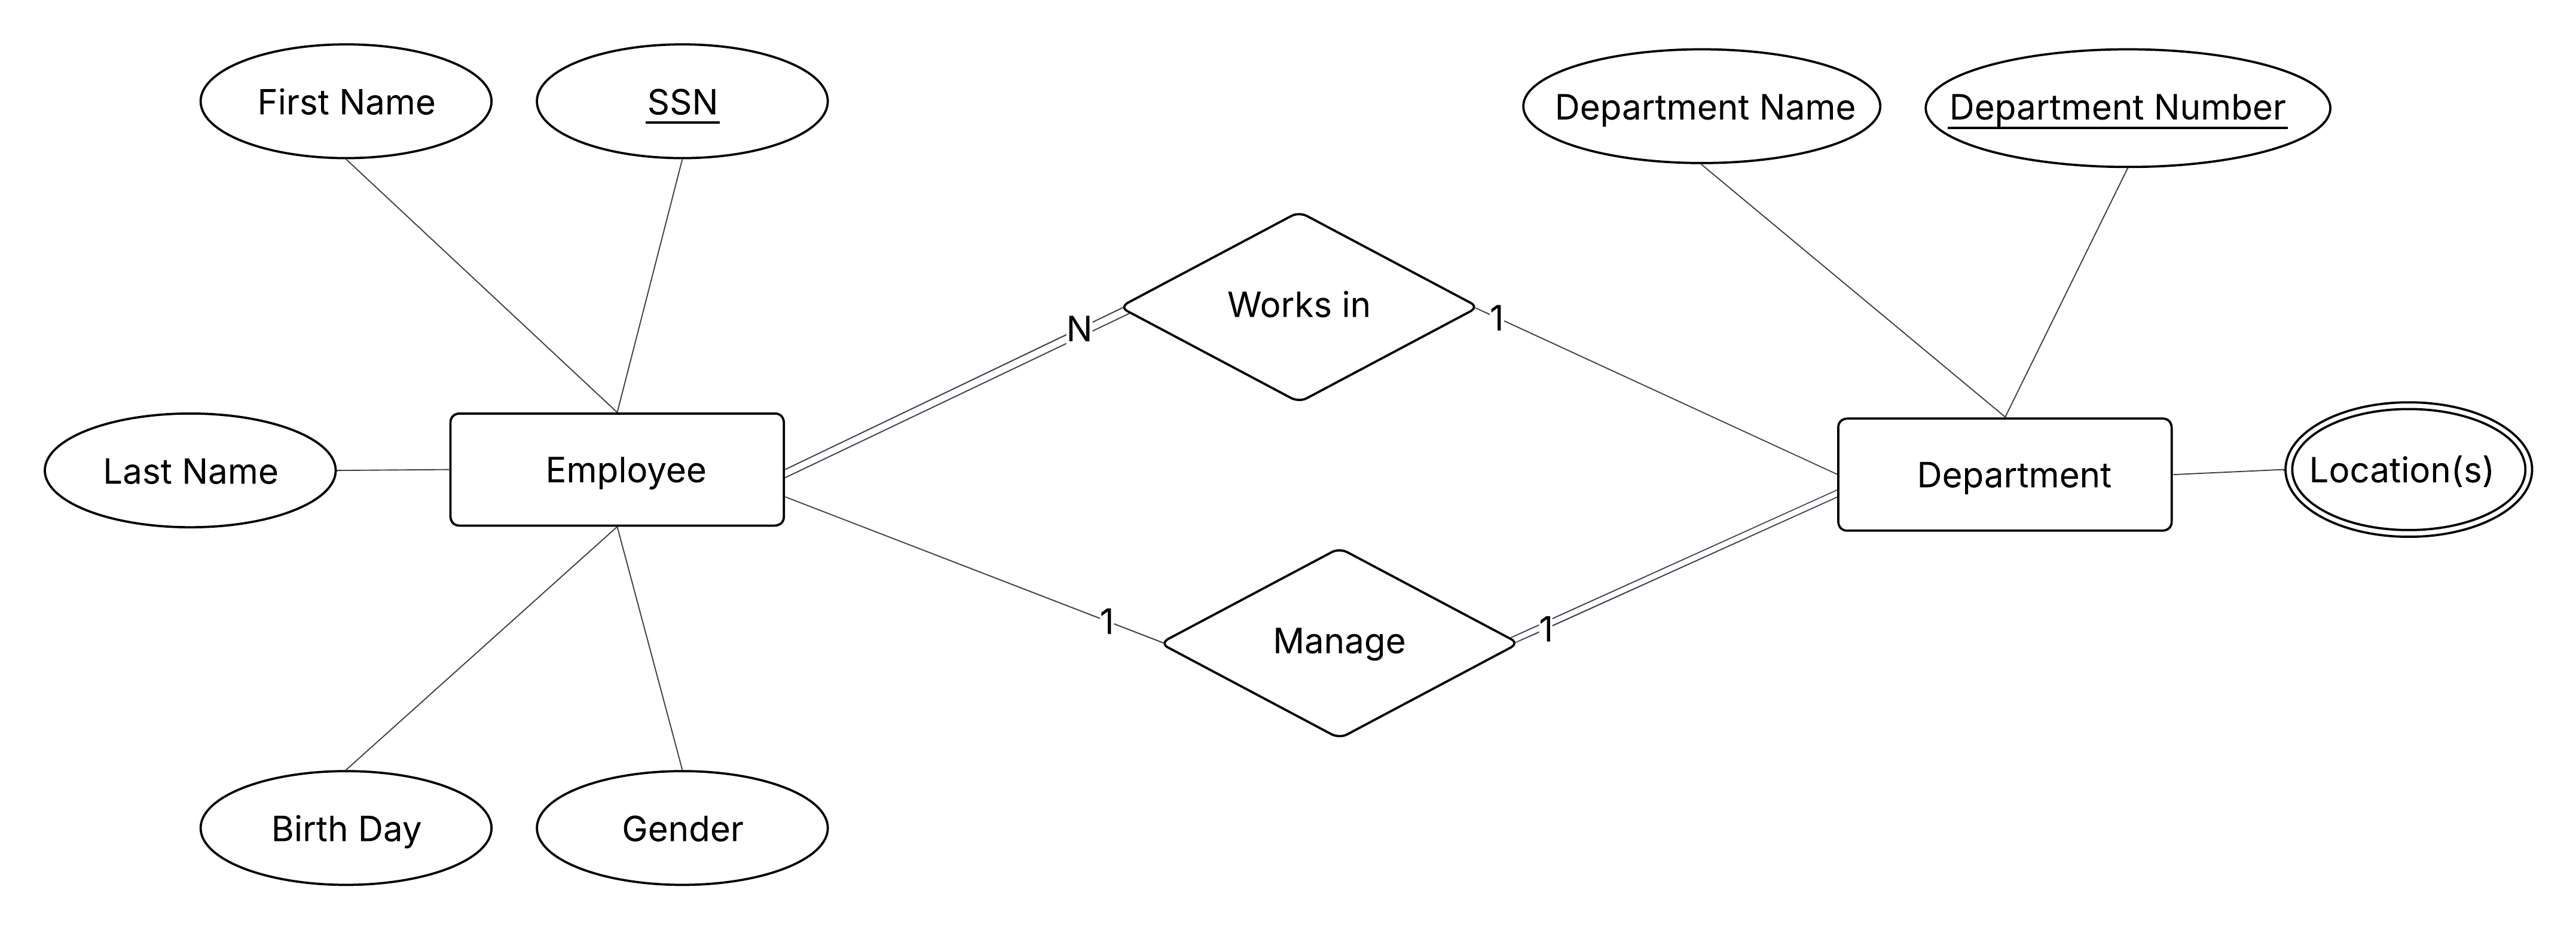 First Name
SSN
Department Name
Department Number
Works in
N
1
Last Name
Employee
Department
Location(s)
1
Manage
1
Birth Day
Gender